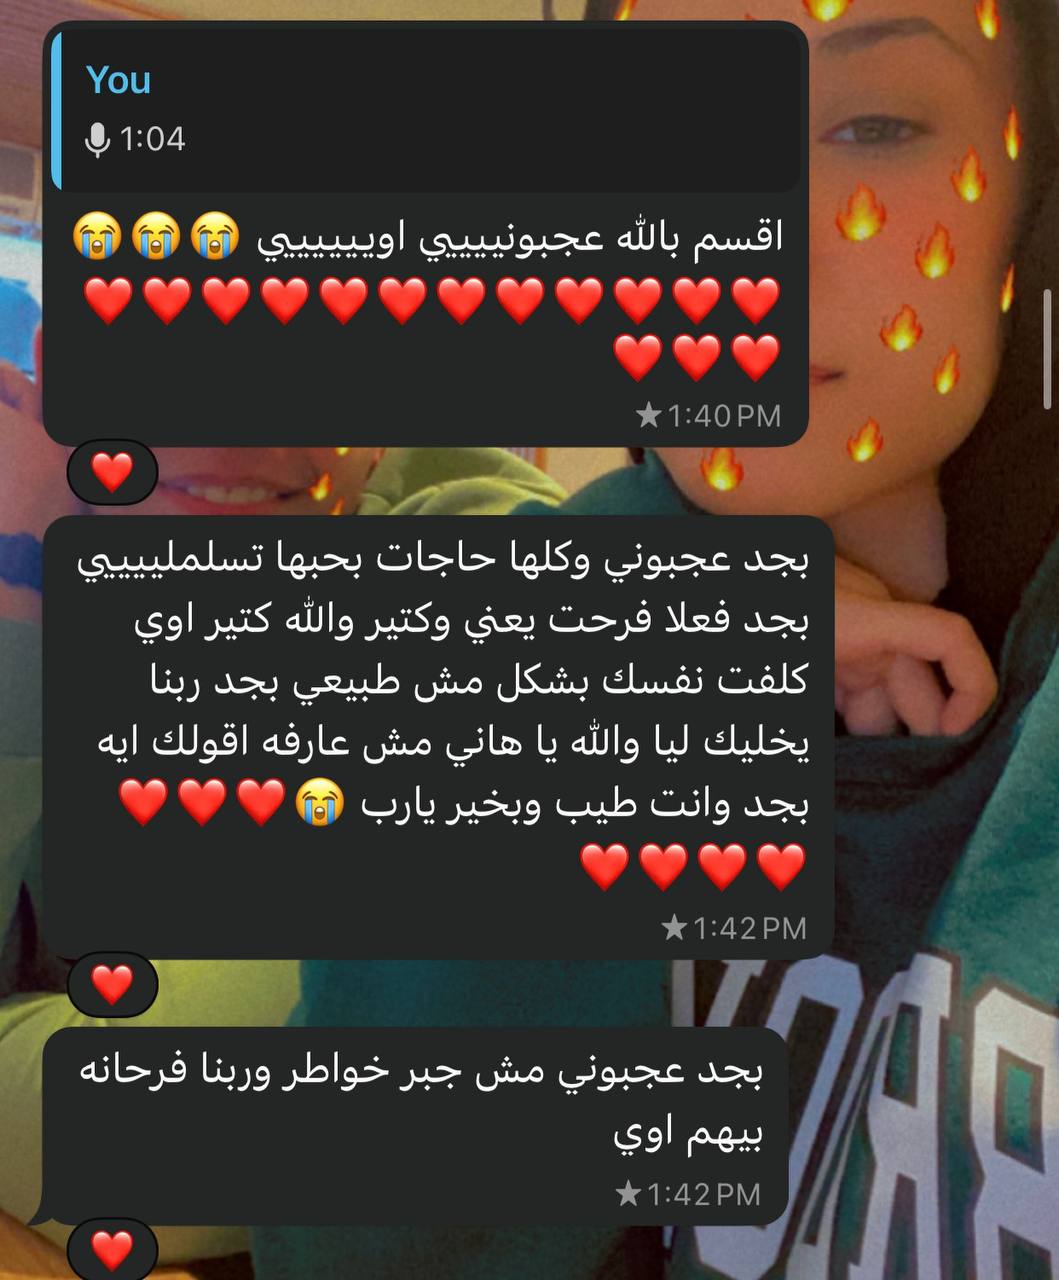 You
1:04
اقسم بالله عجبونيييييي اوييييييي 😭😭😭
❤️❤️❤️❤️❤️❤️❤️❤️❤️❤️❤️❤️
❤️❤️❤️
1:40 PM
❤️
بجد عجبوني وكلها حاجات بحبها تسلملييييي
بجد فعلا فرحت يعني وكتير والله كتير اوي
كلفت نفسك بشكل مش طبيعي بجد ربنا
يخليك ليا والله يا هاني مش عارفه اقولك ايه
بجد وانت طيب وبخير يارب 😭❤️❤️❤️
❤️❤️❤️❤️
1:42 PM
❤️
بجد عجبوني مش جبر خواطر وربنا فرحانه
بيهم اوي
1:42 PM
❤️